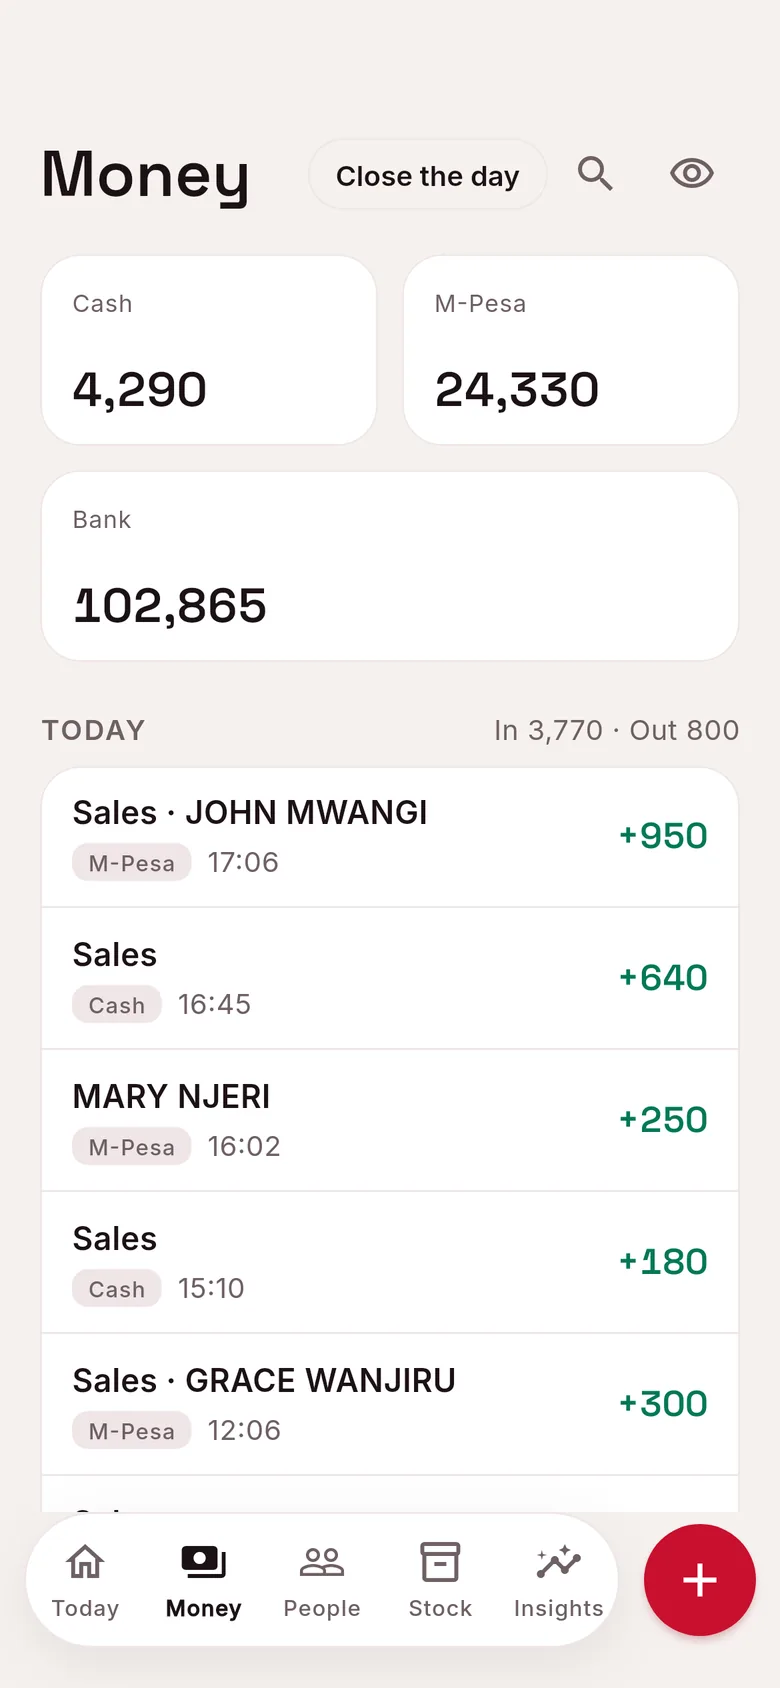 Money
Close the day
Cash
M-Pesa
4,290
24,330
Bank
102,865
TODAY
In 3,770 · Out 800
Sales · JOHN MWANGI
+950
M-Pesa 17:06
Sales
+640
Cash 16:45
MARY NJERI
+250
M-Pesa 16:02
Sales
+180
Cash 15:10
Sales · GRACE WANJIRU
+300
M-Pesa 12:06
Today
Money
People
Stock
Insights